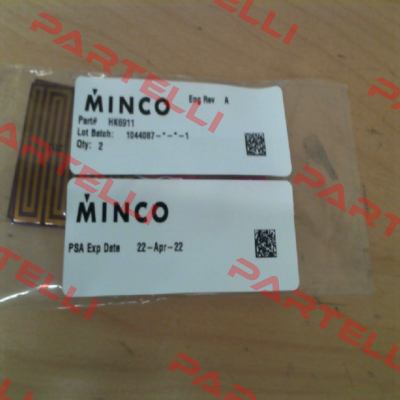 MINCO Eng Rev A
Part# HK6911
Lot Batch: 1044087-*-*-1
Qty: 2
MINCO
PSA Exp Date 22-Apr-22
PARTELLI
PARTELLI
PARTELLI
PARTELLI